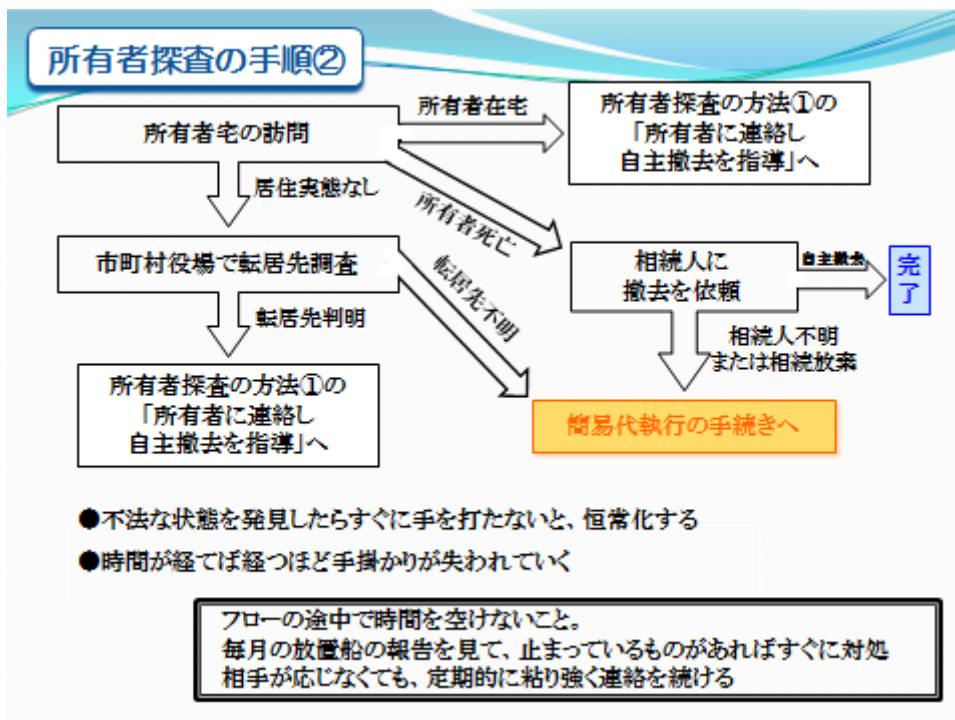 所有者探査の手順②
所有者宅の訪問
所有者在宅
所有者探査の方法①の
「所有者に連絡し
自主撤去を指導」へ
居住実態なし
所有者死亡
市町村役場で転居先調査
転居先不明
相続人に
撤去を依頼
自主撤去
完
了
転居先判明
相続人不明
または相続放棄
所有者探査の方法①の
「所有者に連絡し
自主撤去を指導」へ
簡易代執行の手続きへ
●不法な状態を発見したらすぐに手を打たないと、恒常化する
●時間が経てば経つほど手掛かりが失われていく
フローの途中で時間を空けないこと。
毎月の放置船の報告を見て、止まっているものがあればすぐに対処
相手が応じなくても、定期的に粘り強く連絡を続ける